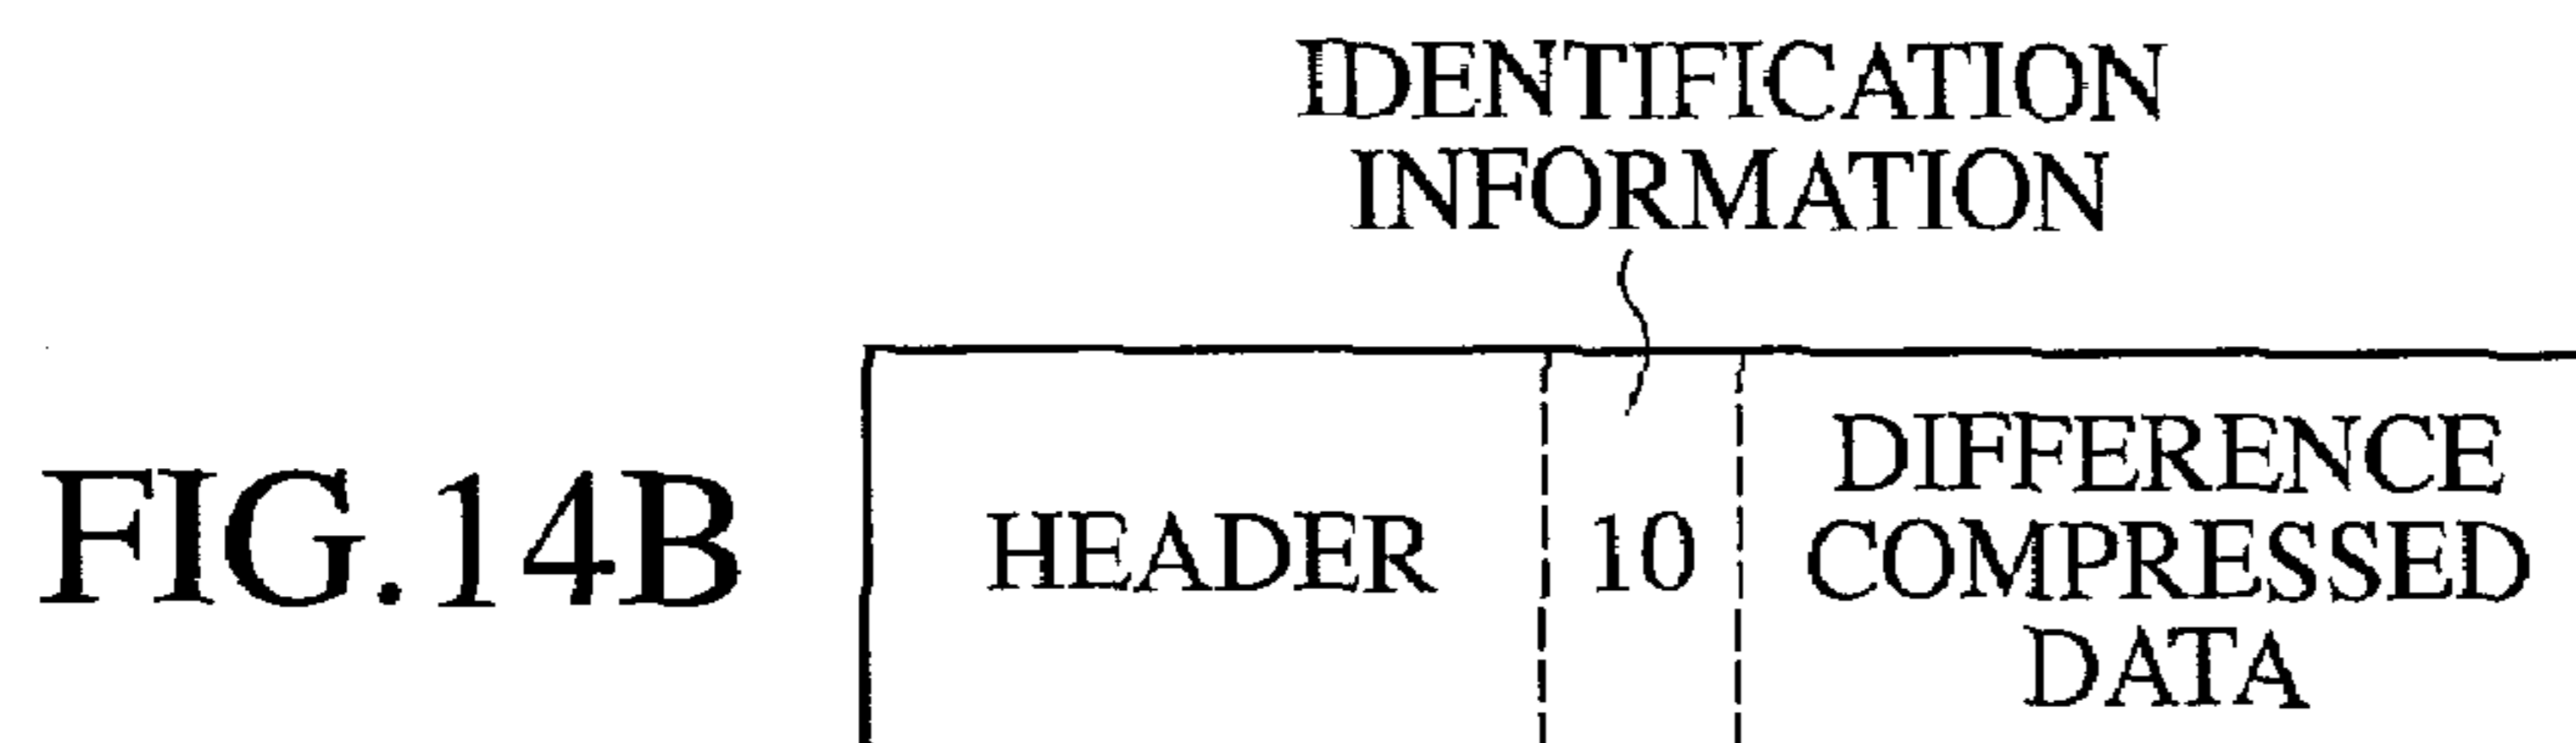 IDENTIFICATION
INFORMATION
FIG.14B
HEADER
10
DIFFERENCE
COMPRESSED
DATA